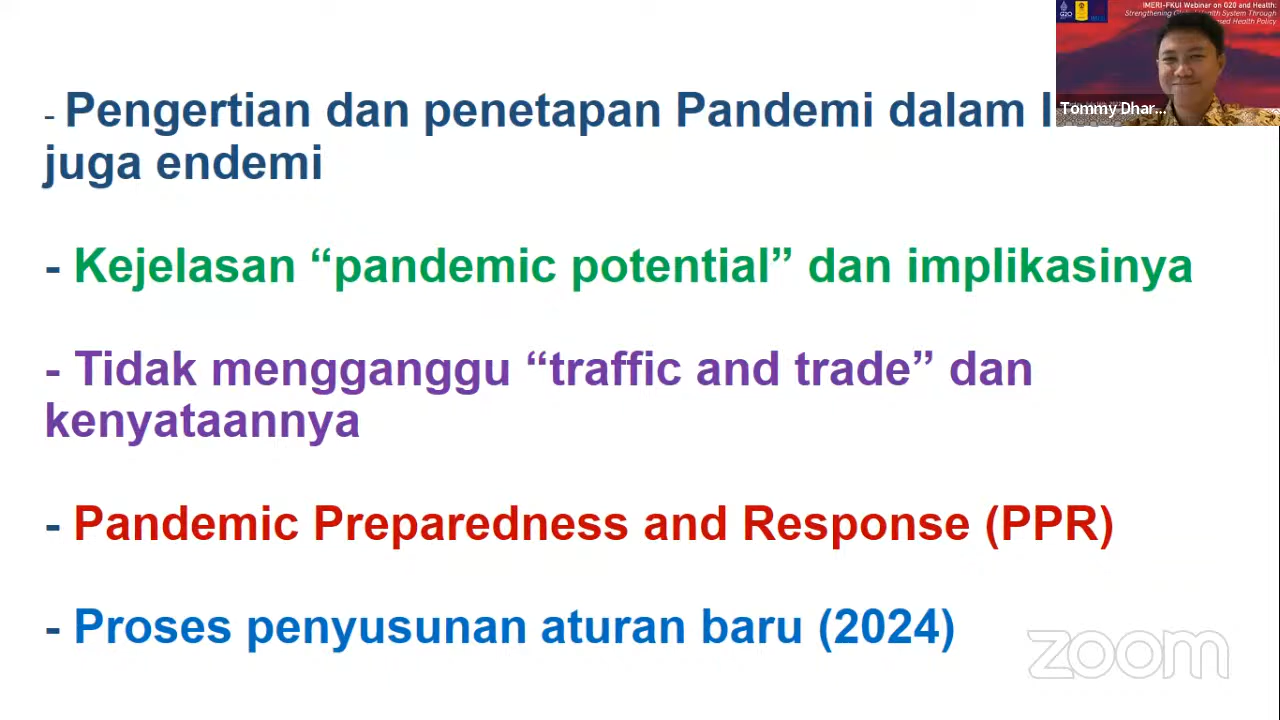 - Pengertian dan penetapan Pandemi dalam
juga endemi
- Kejelasan “pandemic potential” dan implikasinya
- Tidak mengganggu “traffic and trade” dan
kenyataannya
- Pandemic Preparedness and Response (PPR)
- Proses penyusunan aturan baru (2024)
G20
IMERI-FKUI Webinar on G20 and Health:
Strengthening Health System Through
Health Policy
Tommy Dhar...
zoom